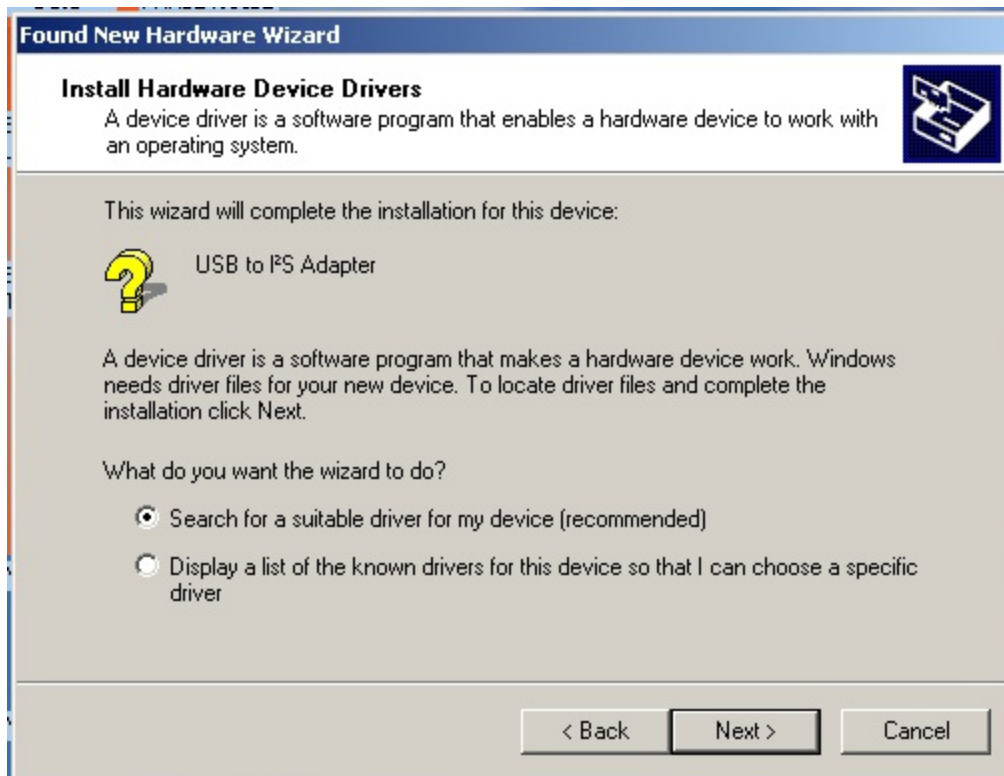 Found New Hardware Wizard
Install Hardware Device Drivers
A device driver is a software program that enables a hardware device to work with
an operating system.
This wizard will complete the installation for this device:
USB to I²S Adapter
A device driver is a software program that makes a hardware device work. Windows
needs driver files for your new device. To locate driver files and complete the
installation click Next.
What do you want the wizard to do?
Search for a suitable driver for my device (recommended)
Display a list of the known drivers for this device so that I can choose a specific
driver
< Back
Next >
Cancel